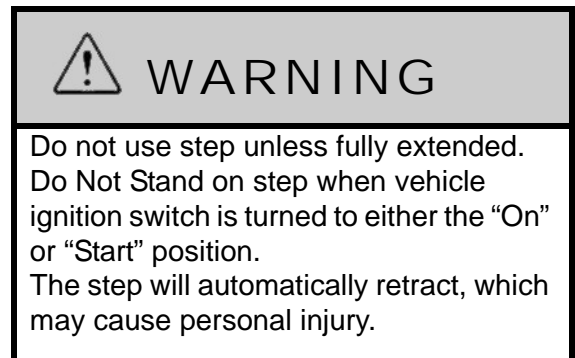 WARNING
Do not use step unless fully extended.
Do Not Stand on step when vehicle
ignition switch is turned to either the “On”
or “Start” position.
The step will automatically retract, which
may cause personal injury.